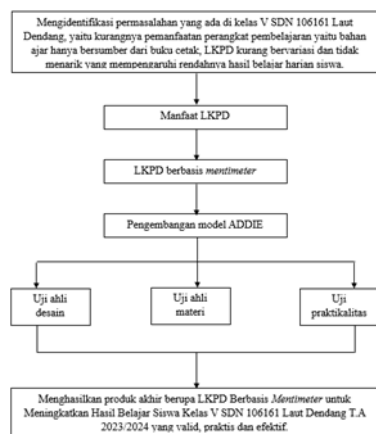 Mengidentifikasi permasalahan yang ada di kelas V SDN 106161 Laut
Dendang, yaitu kurangnya pemanfaatan perangkat pembelajaran yaitu bahan
ajar hanya bersumber dari buku cetak, LKPD kurang bervariasi dan tidak
menarik yang mempengaruhi rendahnya hasil belajar harian siswa.
Manfaat LKPD
LKPD berbasis mentimeter
Pengembangan model ADDIE
Uji ahli
desain
Uji ahli
materi
Uji
praktikalitas
Menghasilkan produk akhir berupa LKPD Berbasis Mentimeter untuk
Meningkatkan Hasil Belajar Siswa Kelas V SDN 106161 Laut Dendang T.A
2023/2024 yang valid, praktis dan efektif.